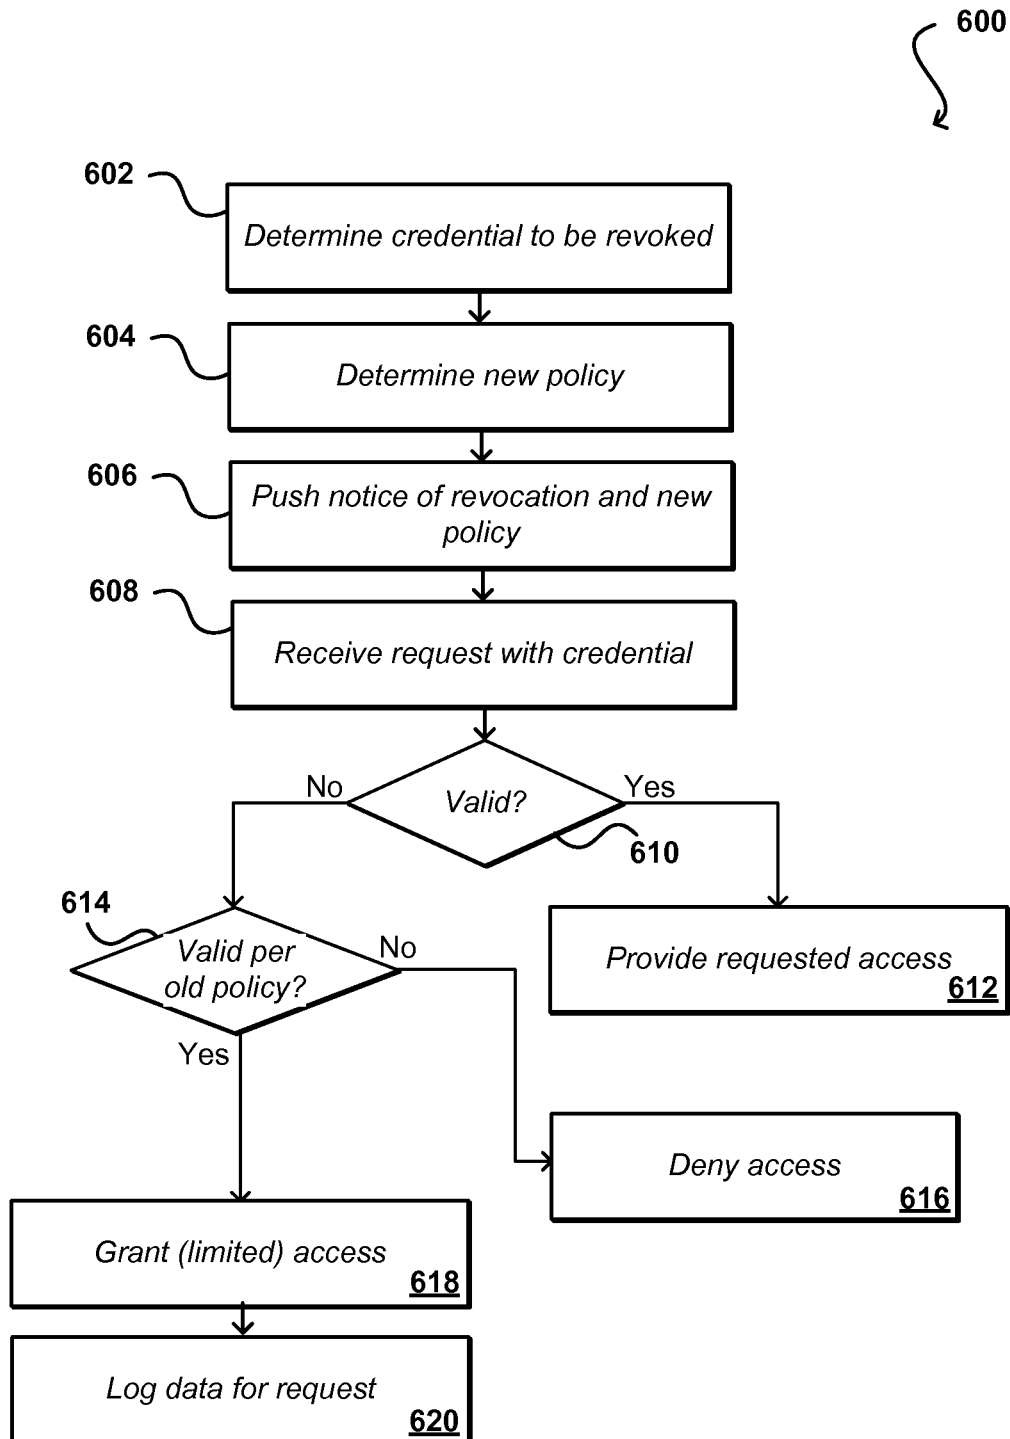 600
602
Determine credential to be revoked
604
Determine new policy
606
Push notice of revocation and new
policy
608
Receive request with credential
No
Valid?
Yes
610
614
Valid per
old policy?
No
Provide requested access
612
Yes
Deny access
616
Grant (limited) access
618
Log data for request
620